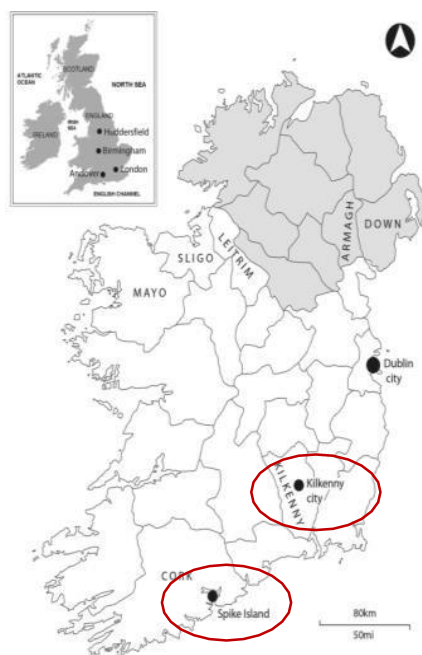 ATLANTIC
OCEAN
SCOTLAND
NORTH SEA
IRISH
SEA
ENGLAND
Huddersfield
IRELAND
Birmingham
London
Andover
ENGLISH CHANNEL
ARMAGH
DOWN
LEITRIM
SLIGO
MAYO
Dublin
city
KILKENNY
Kilkenny
city
CORK
Spike Island
80km
50mi